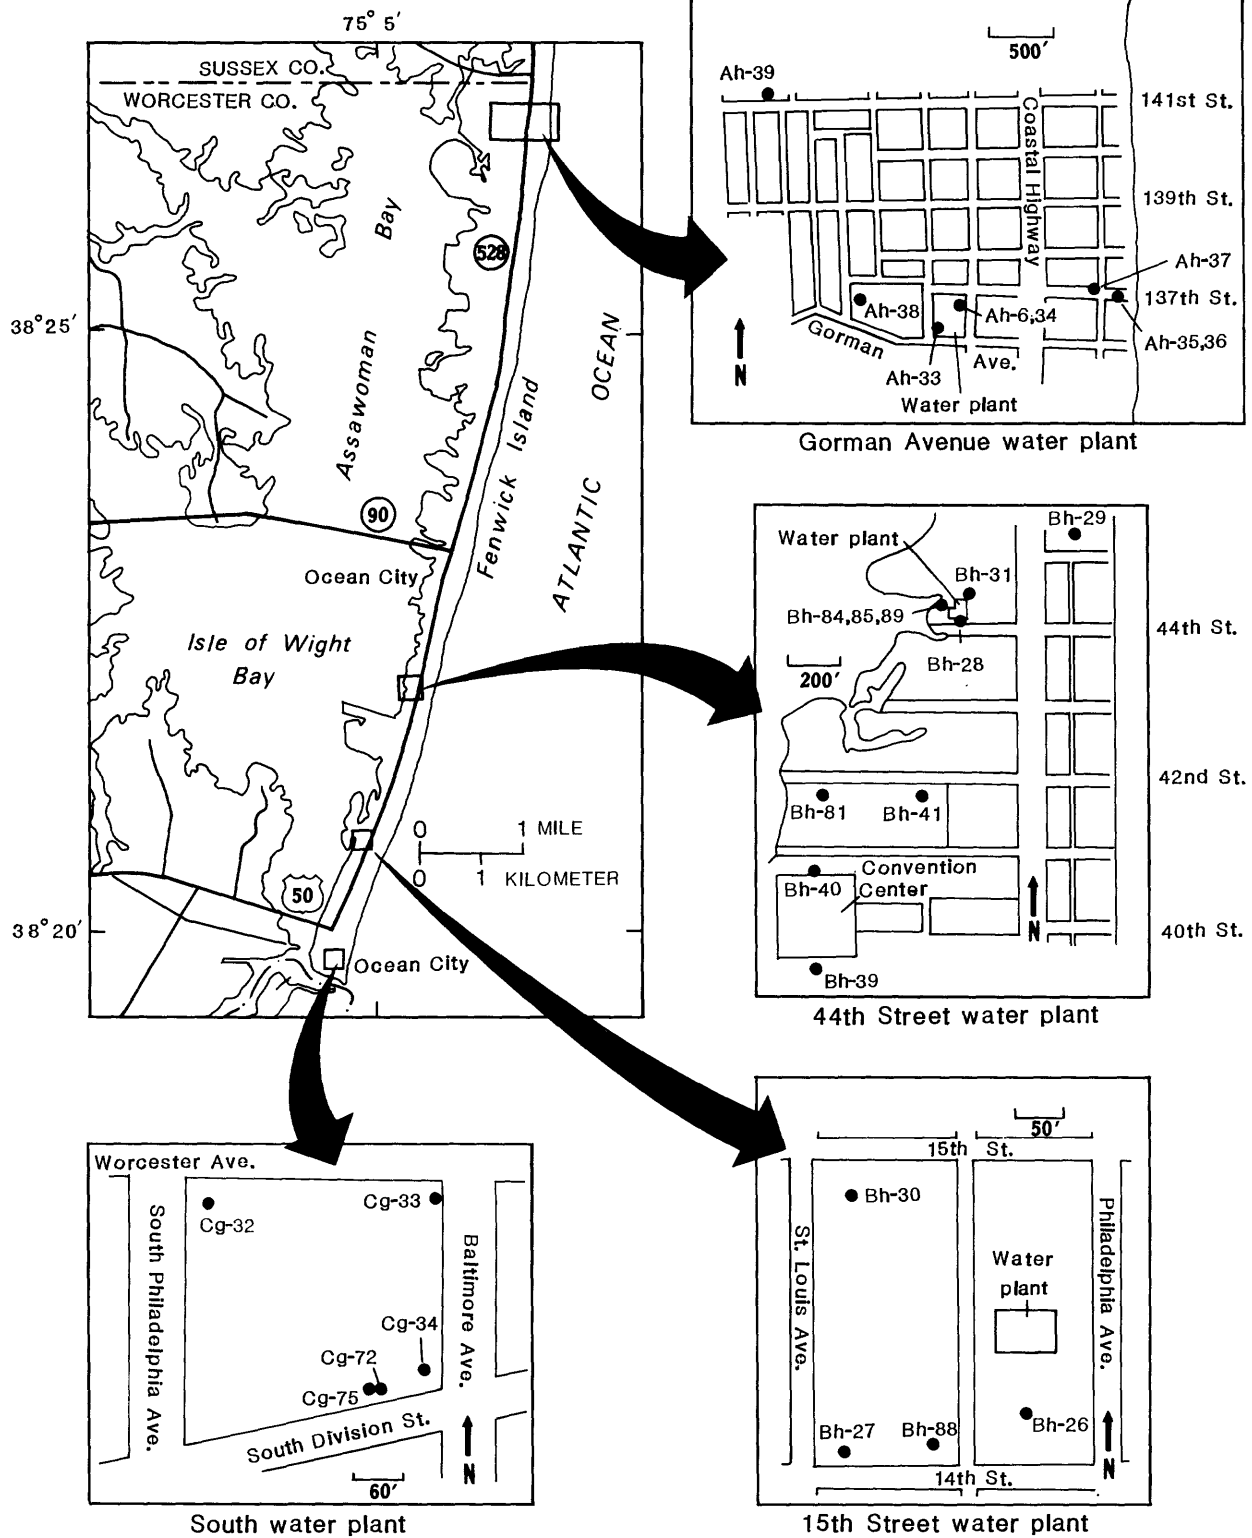 75° 5′
SUSSEX CO.
WORCESTER CO.
Bay
Assawoman
528
38°25′
90
Fenwick Island
ATLANTIC OCEAN
Ocean City
Isle of Wight
Bay
0 1 MILE
0 1 KILOMETER
50
38°20′
Ocean City
500′
Ah-39
141st St.
Coastal Highway
139th St.
Ah-37
137th St.
Ah-38
Ah-6,34
Ah-35,36
Gorman Ave.
N
Ah-33
Water plant
Gorman Avenue water plant
Bh-29
Water plant
Bh-31
Bh-84,85,89
44th St.
Bh-28
200′
42nd St.
Bh-81
Bh-41
Convention
Center
Bh-40
N
40th St.
Bh-39
44th Street water plant
Worcester Ave.
Cg-32
Cg-33
South Philadelphia Ave.
Baltimore Ave.
Cg-34
Cg-72
Cg-75
South Division St.
N
60′
South water plant
50′
15th St.
Bh-30
St. Louis Ave.
Philadelphia Ave.
Water
plant
Bh-27
Bh-88
Bh-26
N
14th St.
15th Street water plant